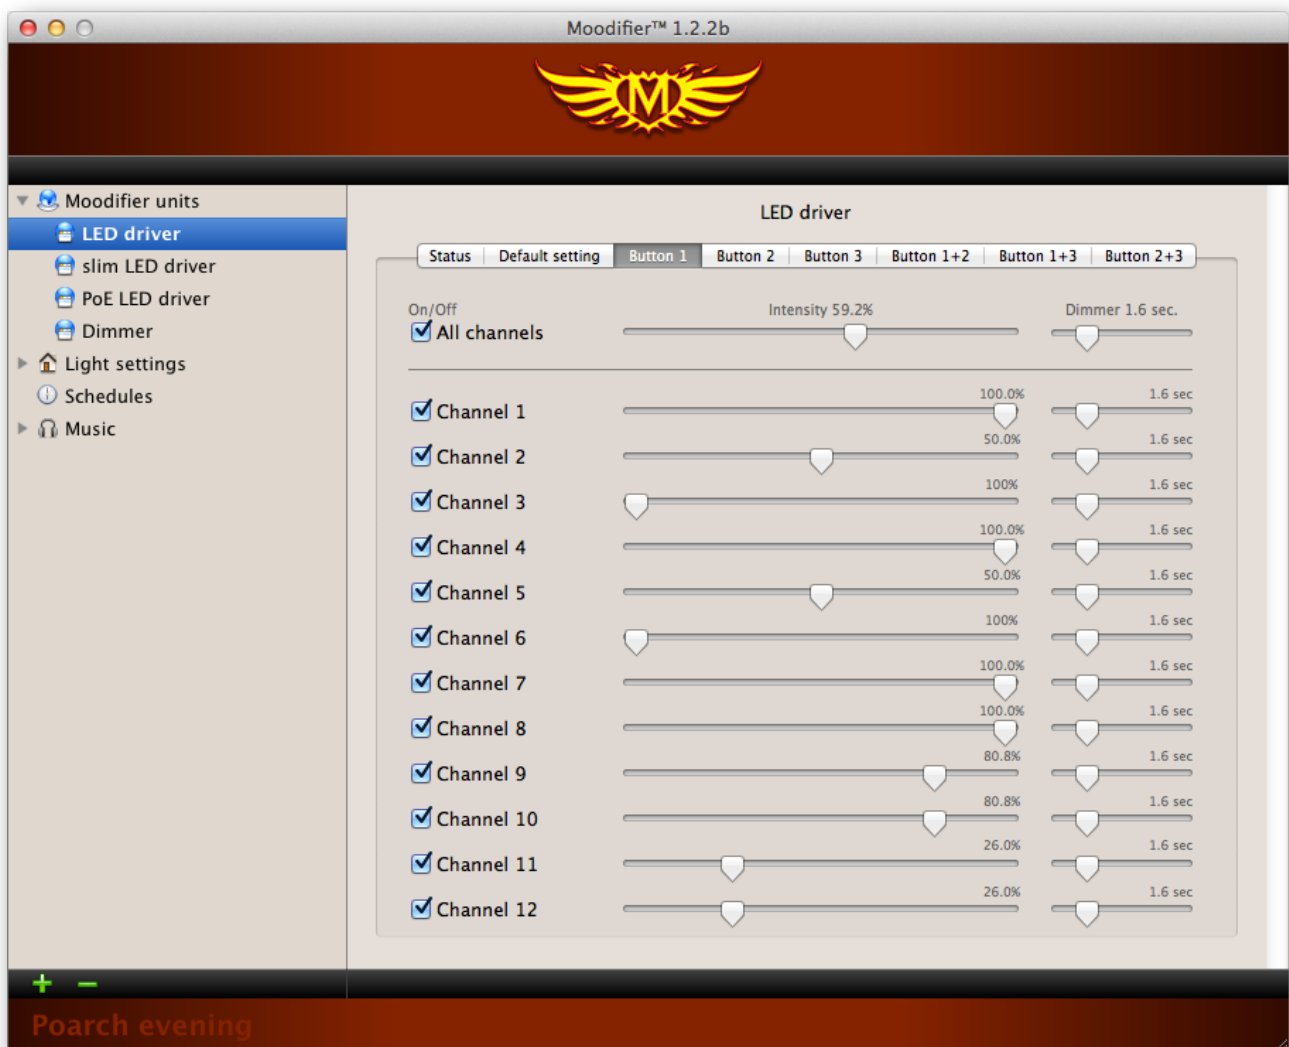 Moodifier™ 1.2.2b
M
Moodifier units
LED driver
slim LED driver
PoE LED driver
Dimmer
Light settings
Schedules
Music
LED driver
Status Default setting Button 1 Button 2 Button 3 Button 1+2 Button 1+3 Button 2+3
On/Off Intensity 59.2% Dimmer 1.6 sec.
All channels
100.0% 1.6 sec
Channel 1
50.0% 1.6 sec
Channel 2
100% 1.6 sec
Channel 3
100.0% 1.6 sec
Channel 4
50.0% 1.6 sec
Channel 5
100% 1.6 sec
Channel 6
100.0% 1.6 sec
Channel 7
100.0% 1.6 sec
Channel 8
80.8% 1.6 sec
Channel 9
80.8% 1.6 sec
Channel 10
26.0% 1.6 sec
Channel 11
26.0% 1.6 sec
Channel 12
Poarch evening